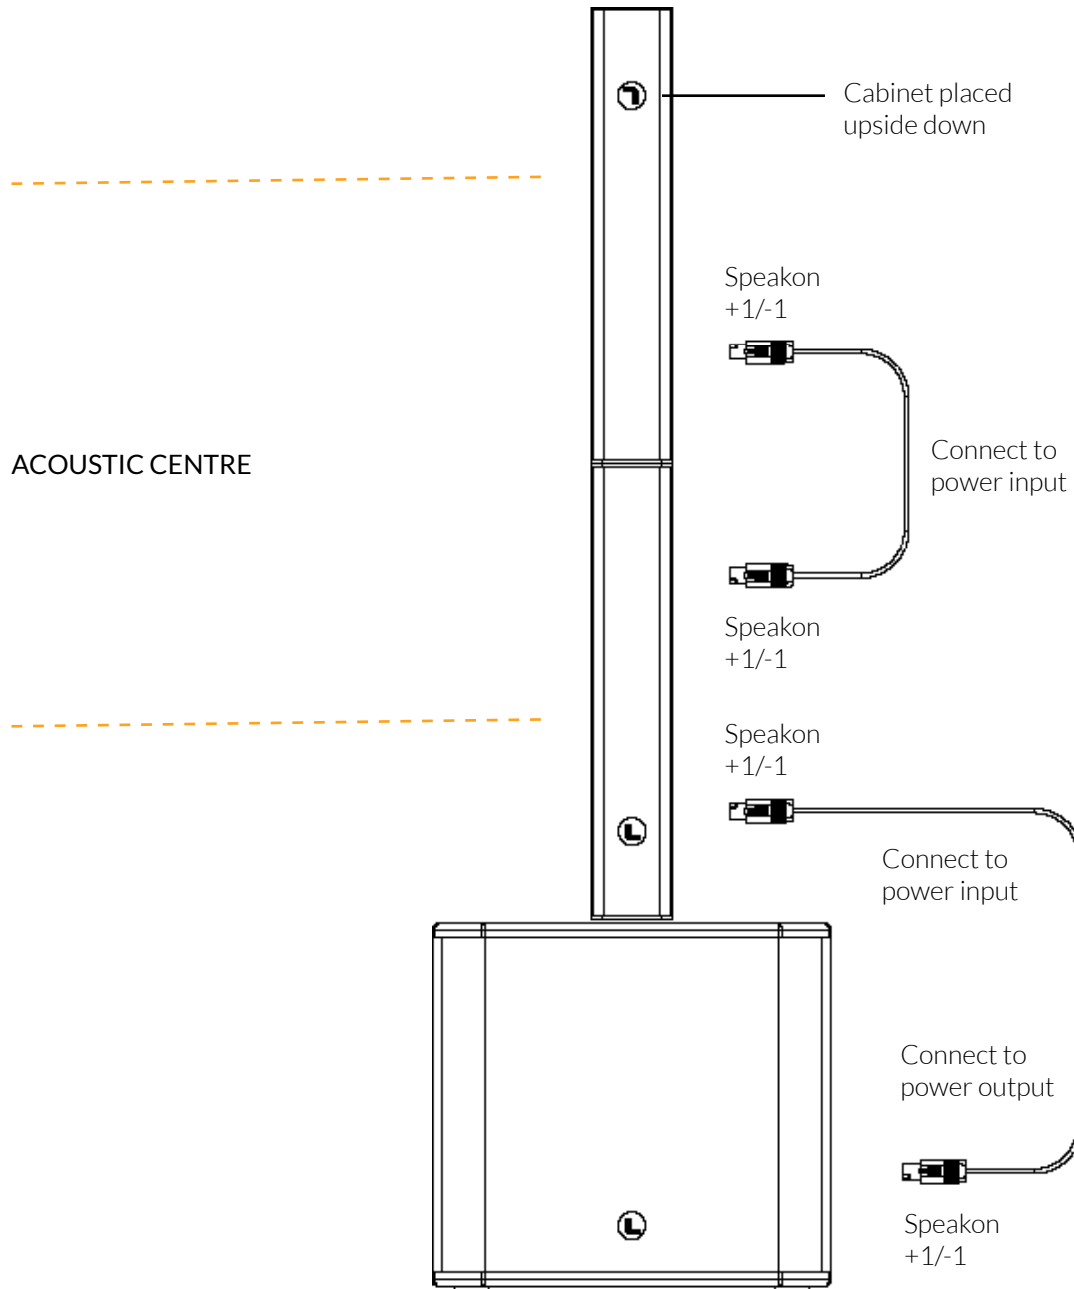 Cabinet placed
upside down
Speakon
+1/-1
ACOUSTIC CENTRE
Connect to
power input
Speakon
+1/-1
Speakon
+1/-1
Connect to
power input
Connect to
power output
Speakon
+1/-1